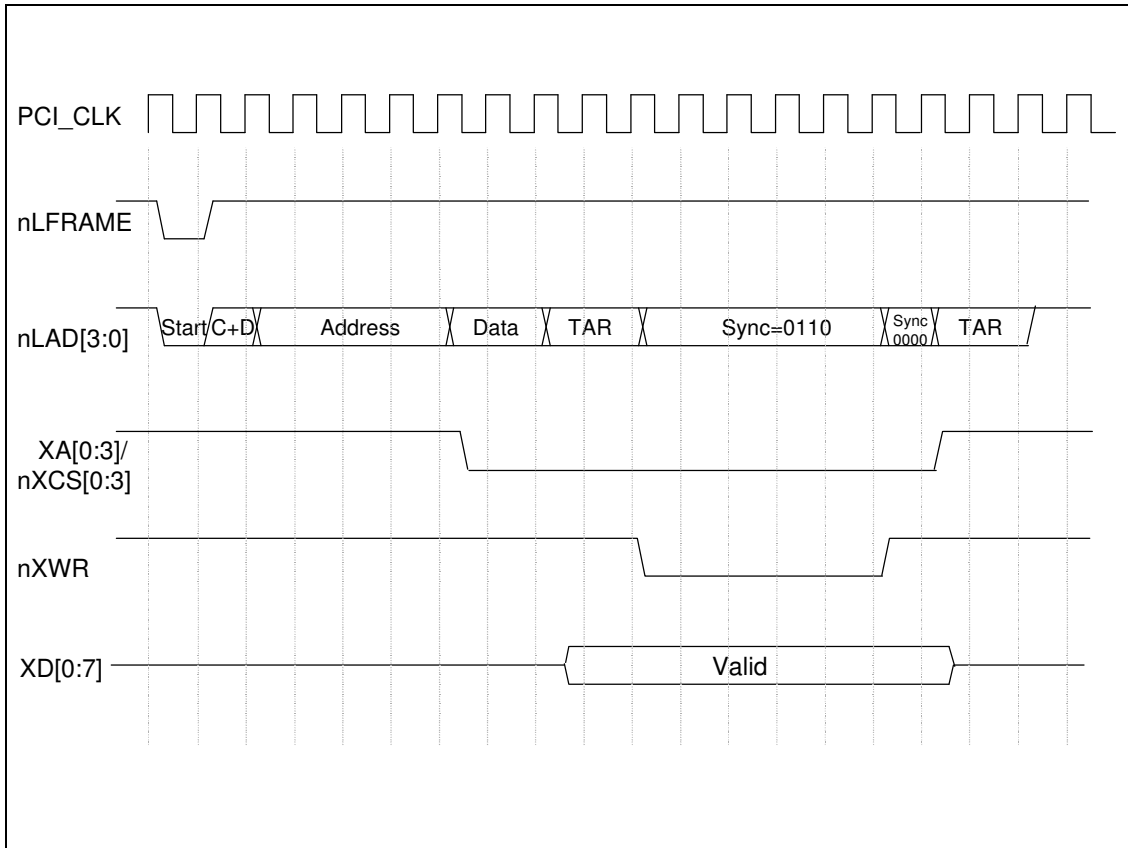 PCI_CLK
nLFRAME
nLAD[3:0]
Start
C+D
Address
Data
TAR
Sync=0110
Sync
0000
TAR
XA[0:3]/
nXCS[0:3]
nXWR
XD[0:7]
Valid